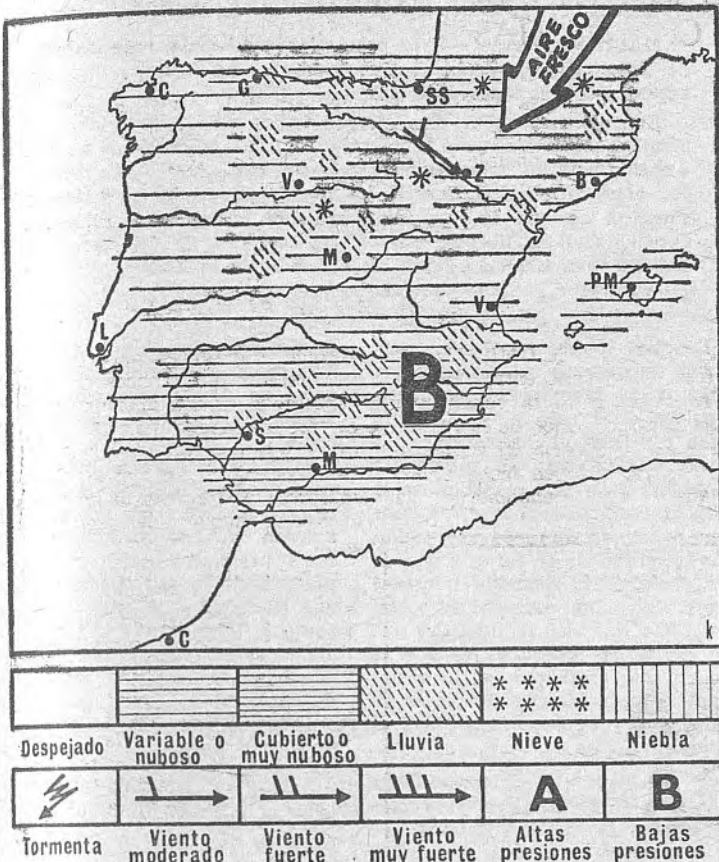 AIRE
FRESCO
C
G
SS
V
Z
B
M
PM
V
L
B
S
M
C
k
Despejado
Variable o
nuboso
Cubierto o
muy nuboso
Lluvia
Nieve
Niebla
A
B
Tormenta
Viento
moderado
Viento
fuerte
Viento
muy fuerte
Altas
presiones
Bajas
presiones